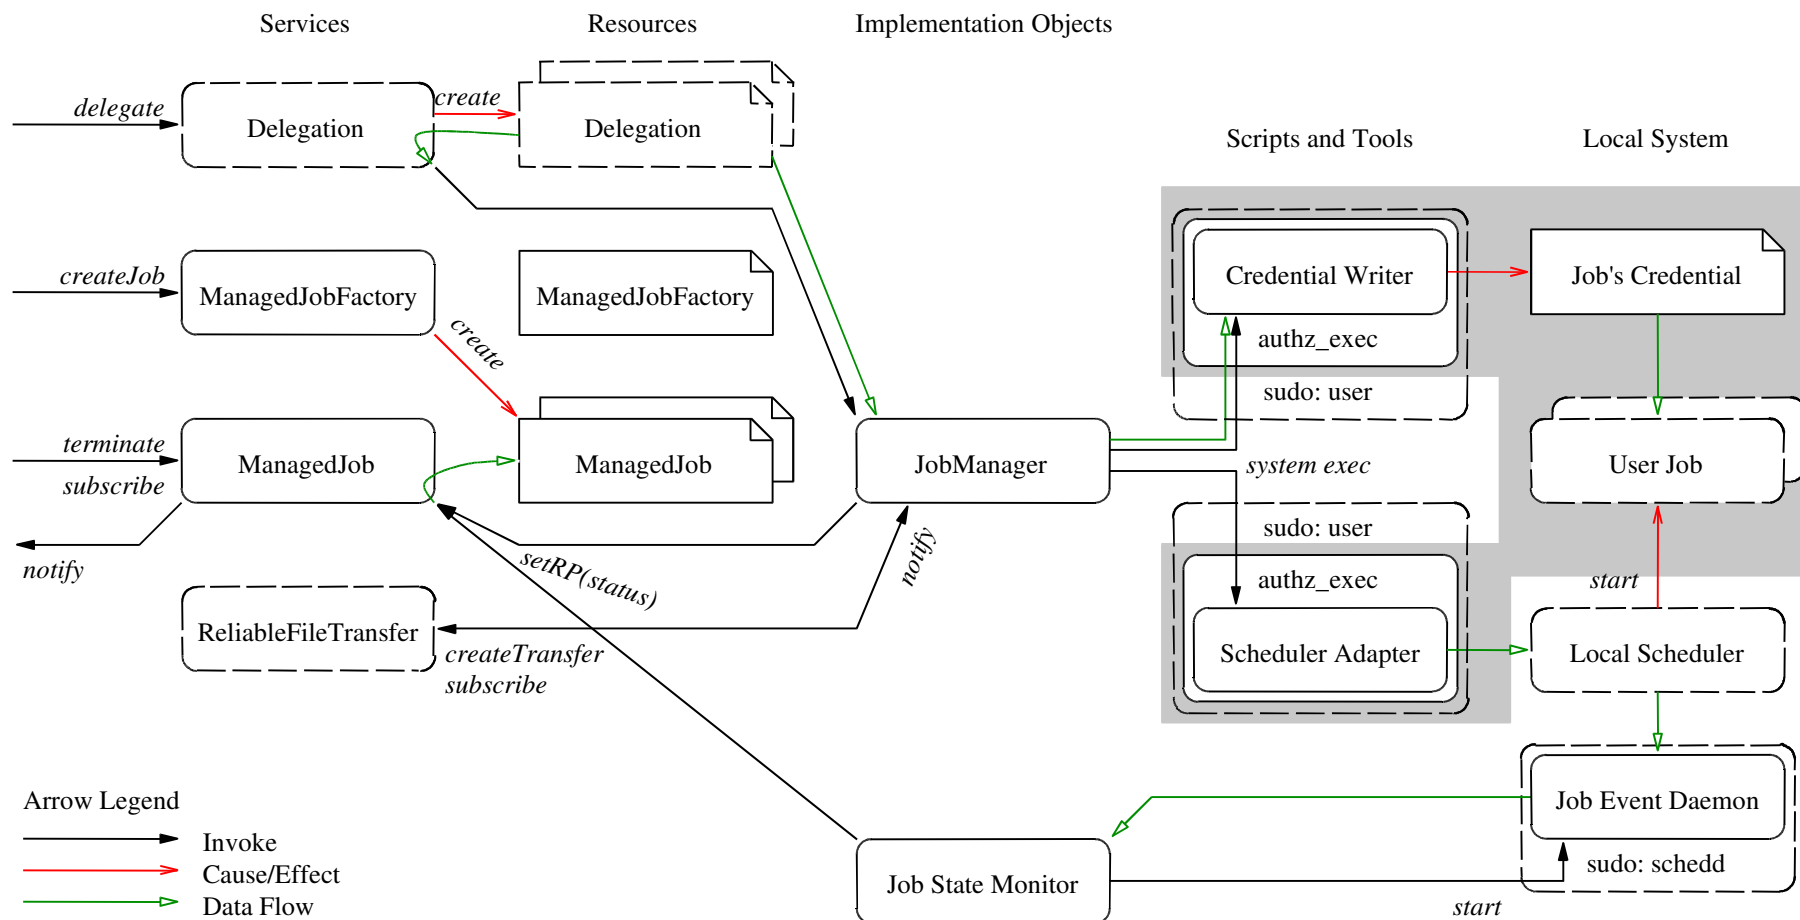 Services
Resources
Implementation Objects
delegate
Delegation
create
Delegation
Scripts and Tools
Local System
createJob
ManagedJobFactory
create
ManagedJobFactory
Credential Writer
authz_exec
sudo: user
Job's Credential
terminate
subscribe
ManagedJob
ManagedJob
JobManager
system exec
User Job
notify
setRP(status)
notify
sudo: user
authz_exec
start
ReliableFileTransfer
createTransfer
subscribe
Scheduler Adapter
Local Scheduler
Arrow Legend
Invoke
Cause/Effect
Data Flow
Job State Monitor
Job Event Daemon
sudo: schedd
start